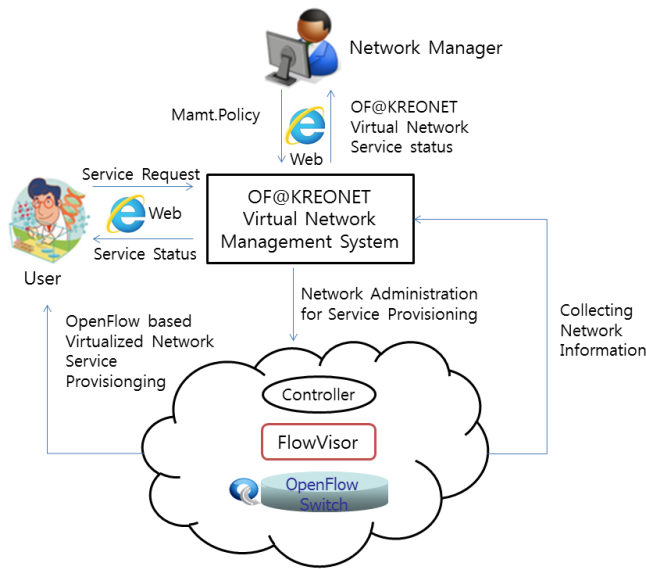 Network Manager
Mamt.Policy
OF@KREONET
Virtual Network
Service status
Web
Service Request
Web
Service Status
User
OF@KREONET
Virtual Network
Management System
Network Administration
for Service Provisioning
Collecting
Network
Information
OpenFlow based
Virtualized Network
Service
Provisionging
Controller
FlowVisor
OpenFlow
Switch